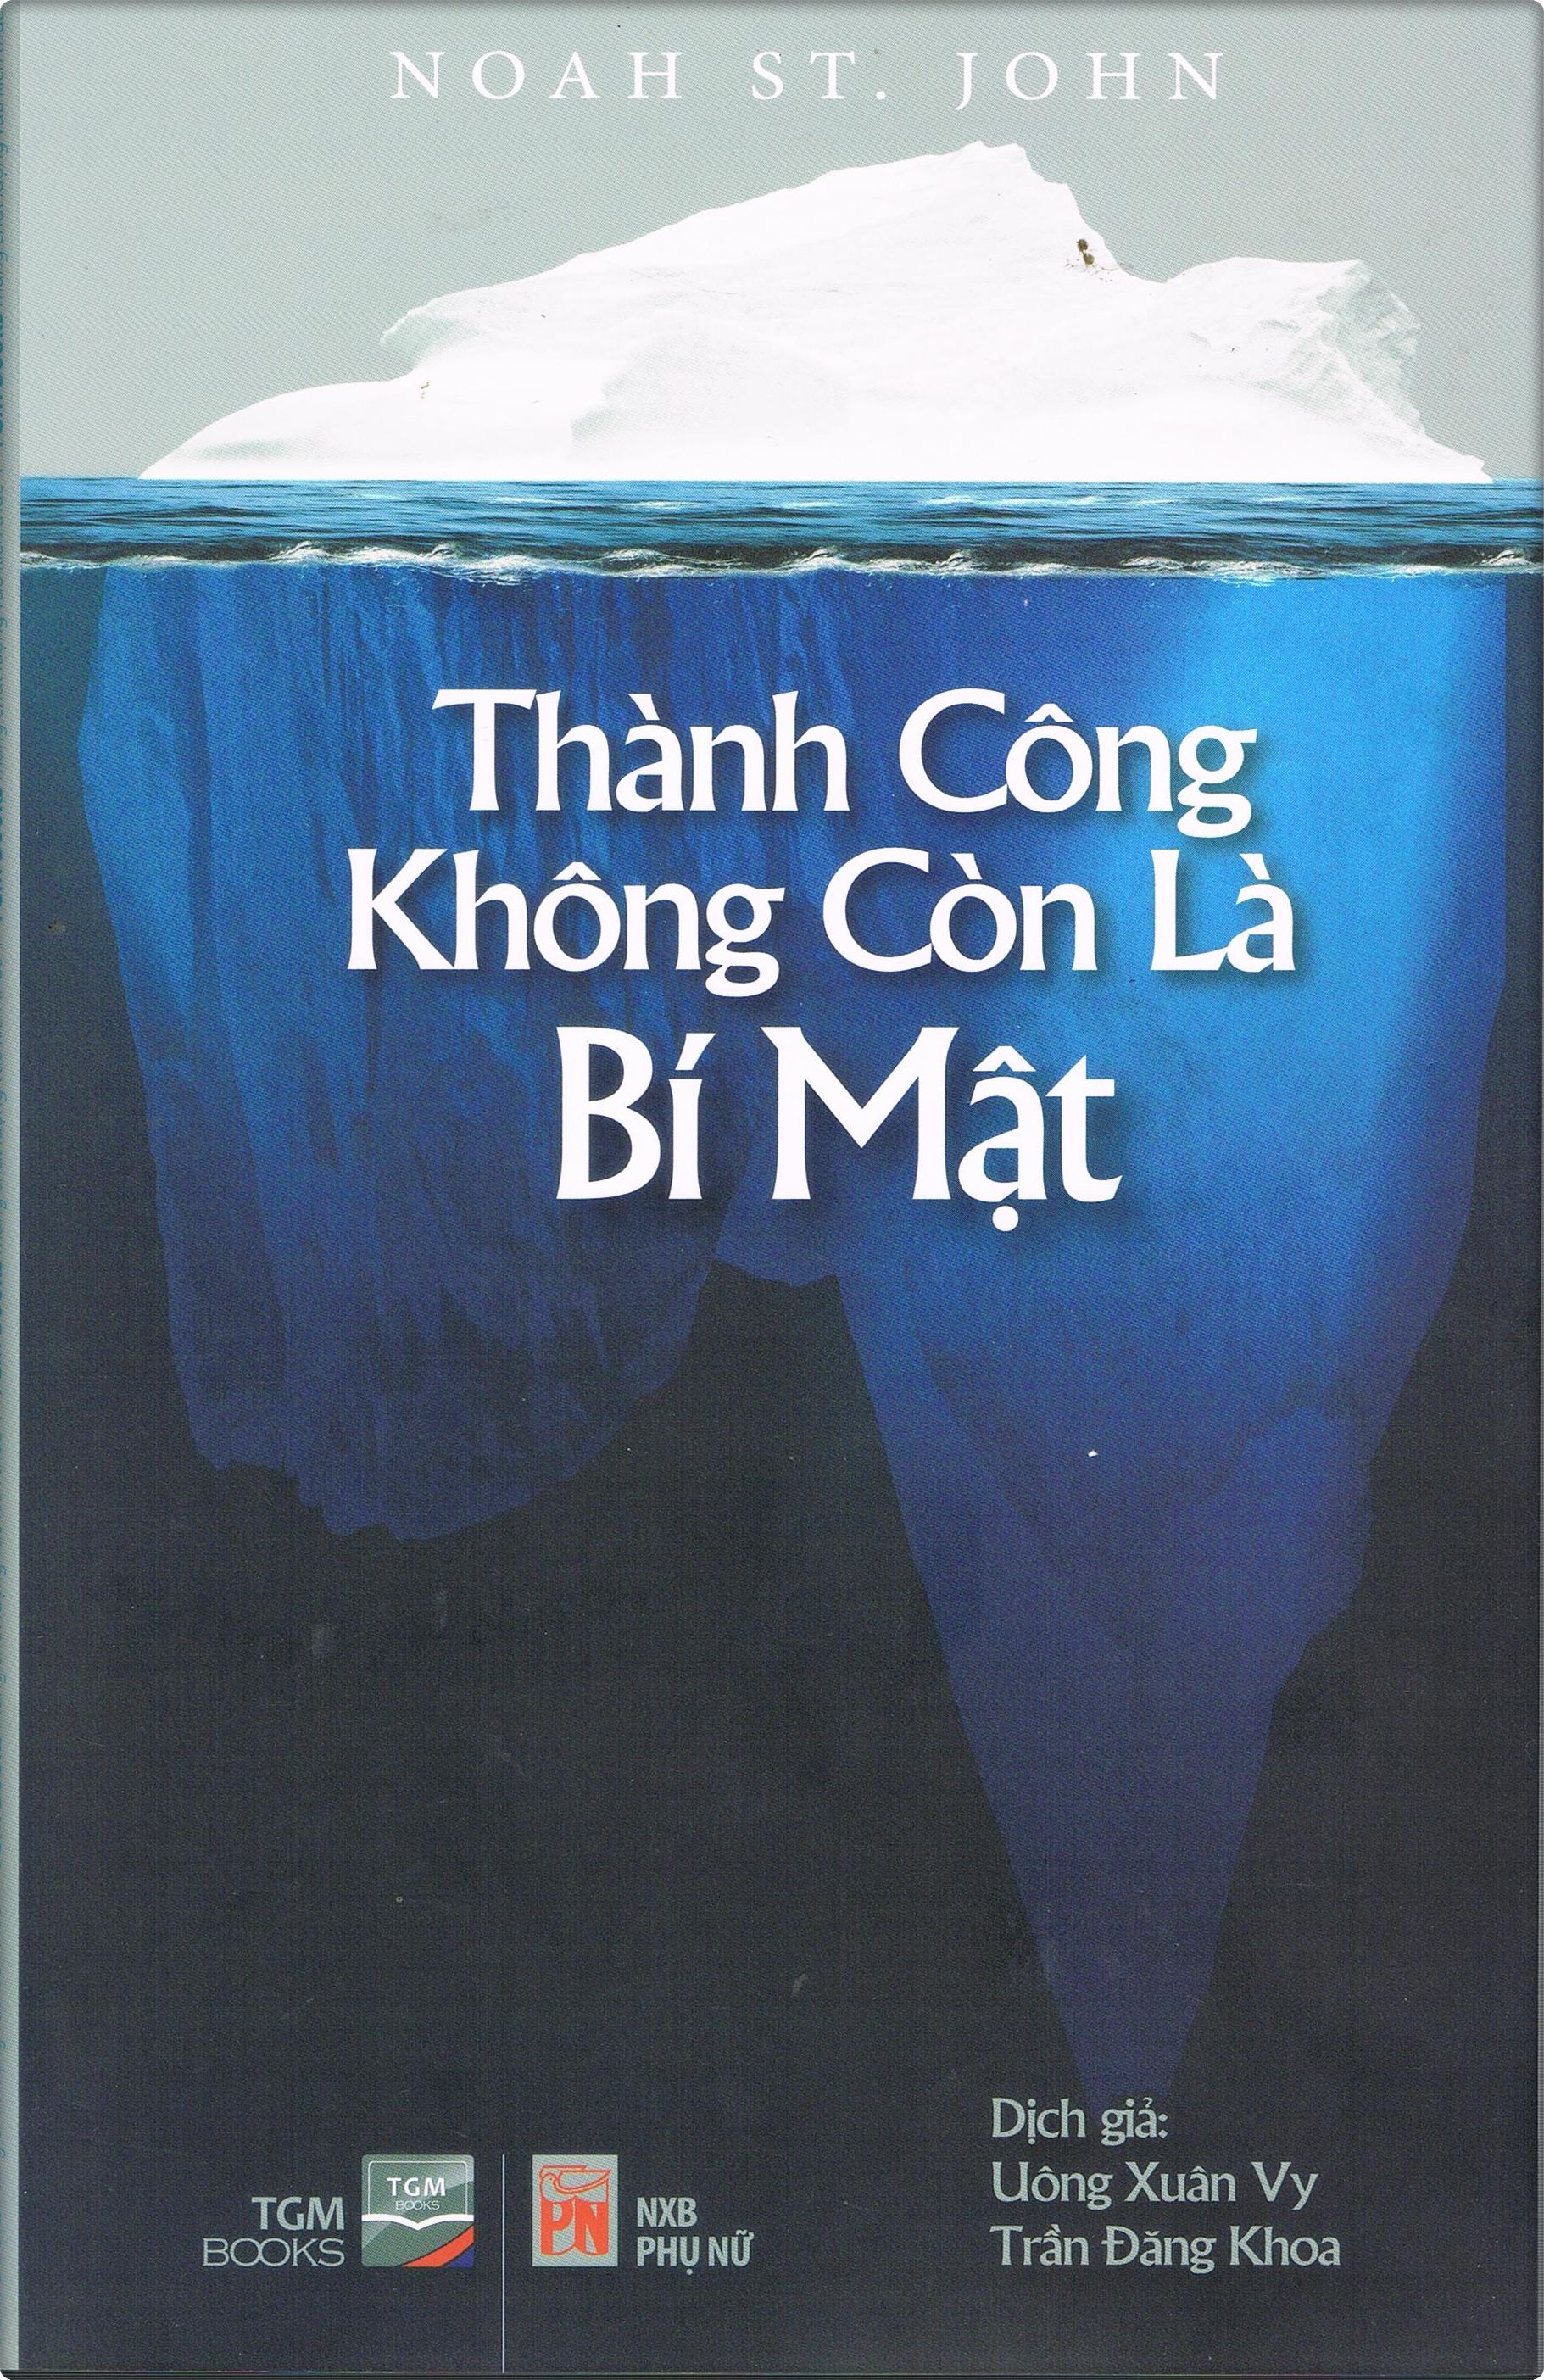 NOAH ST. JOHN
Thành Công
Không Còn Là
Bí Mật
Dịch giả:
Uông Xuân Vy
Trần Đăng Khoa
TGM
BOOKS
TGM
BOOKS
PN
NXB
PHỤ NỮ